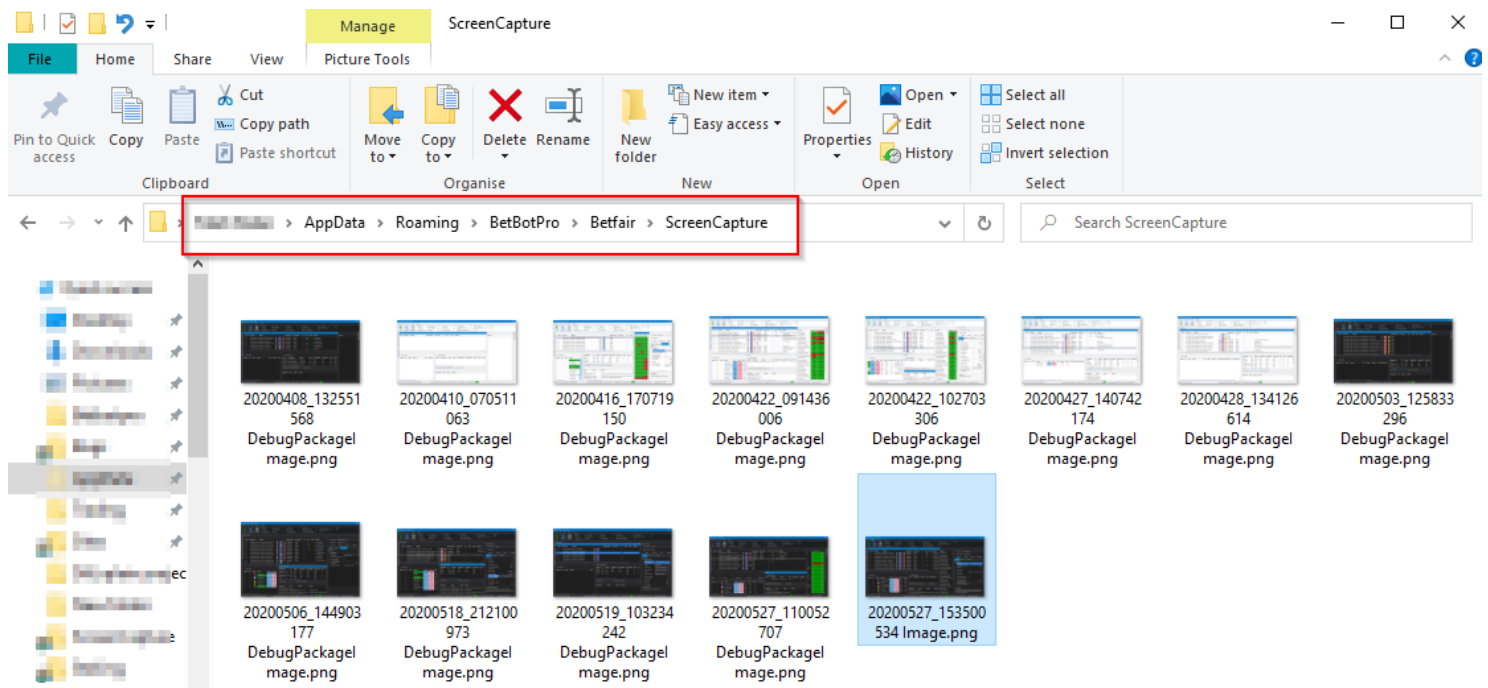 Manage ScreenCapture
File Home Share View Picture Tools
Pin to Quick access
Copy
Paste
Cut
Copy path
Paste shortcut
Clipboard
Move to
Copy to
Delete
Rename
Organise
New folder
New item
Easy access
New
Properties
Open
Edit
History
Open
Select all
Select none
Invert selection
Select
AppData > Roaming > BetBotPro > Betfair > ScreenCapture
Search ScreenCapture
20200408_132551
568
DebugPackageI
mage.png
20200410_070511
063
DebugPackageI
mage.png
20200416_170719
150
DebugPackageI
mage.png
20200422_091436
006
DebugPackageI
mage.png
20200422_102703
306
DebugPackageI
mage.png
20200427_140742
174
DebugPackageI
mage.png
20200428_134126
614
DebugPackageI
mage.png
20200503_125833
296
DebugPackageI
mage.png
20200506_144903
177
DebugPackageI
mage.png
20200518_212100
973
DebugPackageI
mage.png
20200519_103234
242
DebugPackageI
mage.png
20200527_110052
707
DebugPackageI
mage.png
20200527_153500
534 Image.png